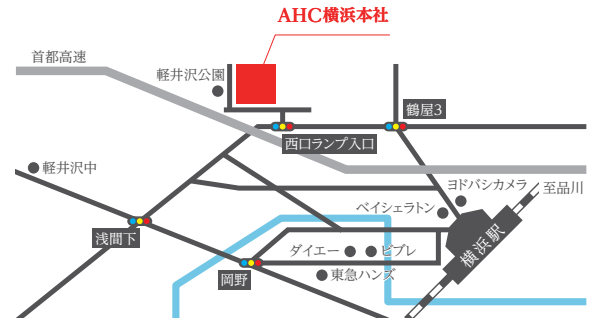 AHC横浜本社
首都高速
軽井沢公園
鶴屋3
西口ランプ入口
軽井沢中
ヨドバシカメラ
至品川
ベイシェラトン
浅間下
横浜駅
ダイエー
ビブレ
東急ハンズ
岡野